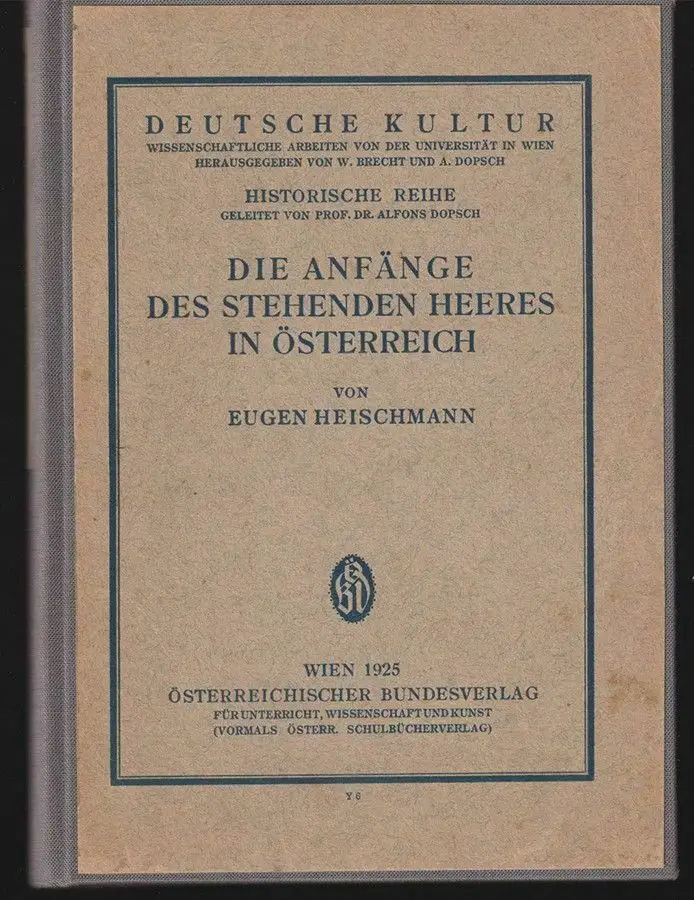 DEUTSCHE KULTUR
WISSENSCHAFTLICHE ARBEITEN VON DER UNIVERSITÄT IN WIEN
HERAUSGEGEBEN VON W. BRECHT UND A. DOPSCH
HISTORISCHE REIHE
GELEITET VON PROF. DR. ALFONS DOPSCH
DIE ANFÄNGE
DES STEHENDEN HEERES
IN ÖSTERREICH
VON
EUGEN HEISCHMANN
ÖBV
WIEN 1925
ÖSTERREICHISCHER BUNDESVERLAG
FÜR UNTERRICHT, WISSENSCHAFT UND KUNST
(VORMALS ÖSTERR. SCHULBÜCHERVERLAG)
Y 6